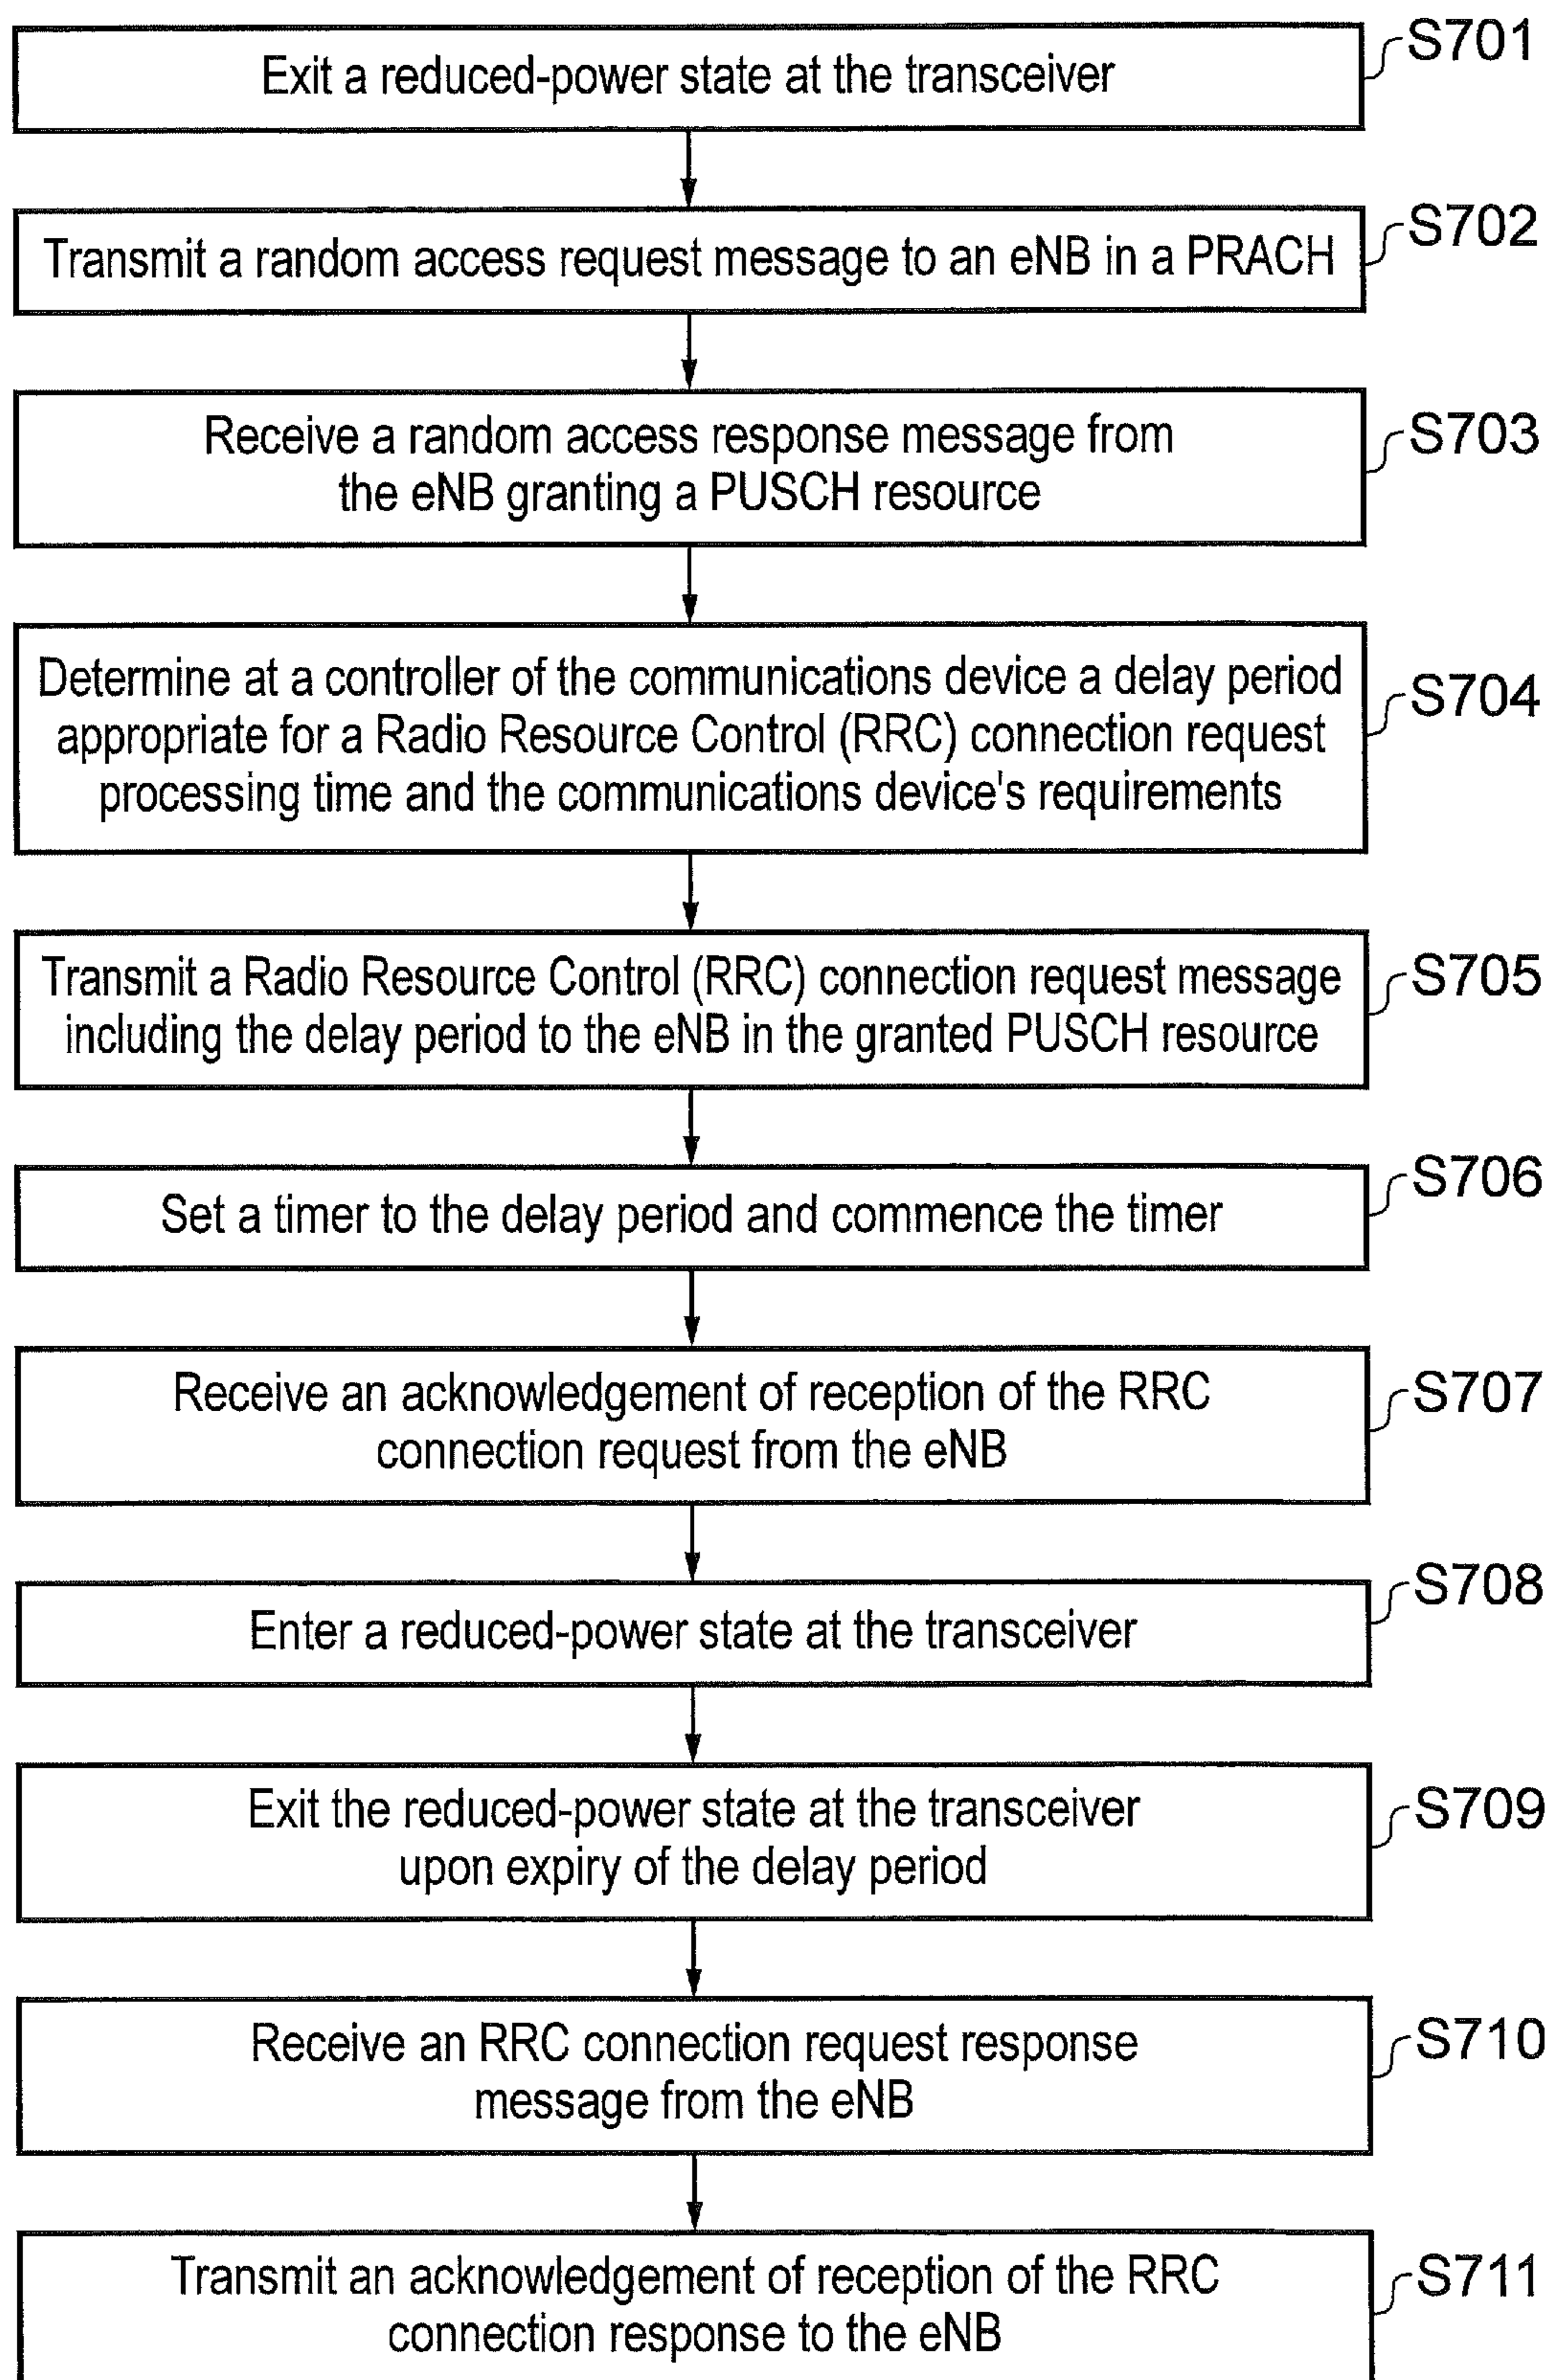 S701
Exit a reduced-power state at the transceiver
S702
Transmit a random access request message to an eNB in a PRACH
S703
Receive a random access response message from
the eNB granting a PUSCH resource
S704
Determine at a controller of the communications device a delay period
appropriate for a Radio Resource Control (RRC) connection request
processing time and the communications device's requirements
S705
Transmit a Radio Resource Control (RRC) connection request message
including the delay period to the eNB in the granted PUSCH resource
S706
Set a timer to the delay period and commence the timer
S707
Receive an acknowledgement of reception of the RRC
connection request from the eNB
S708
Enter a reduced-power state at the transceiver
S709
Exit the reduced-power state at the transceiver
upon expiry of the delay period
S710
Receive an RRC connection request response
message from the eNB
S711
Transmit an acknowledgement of reception of the RRC
connection response to the eNB